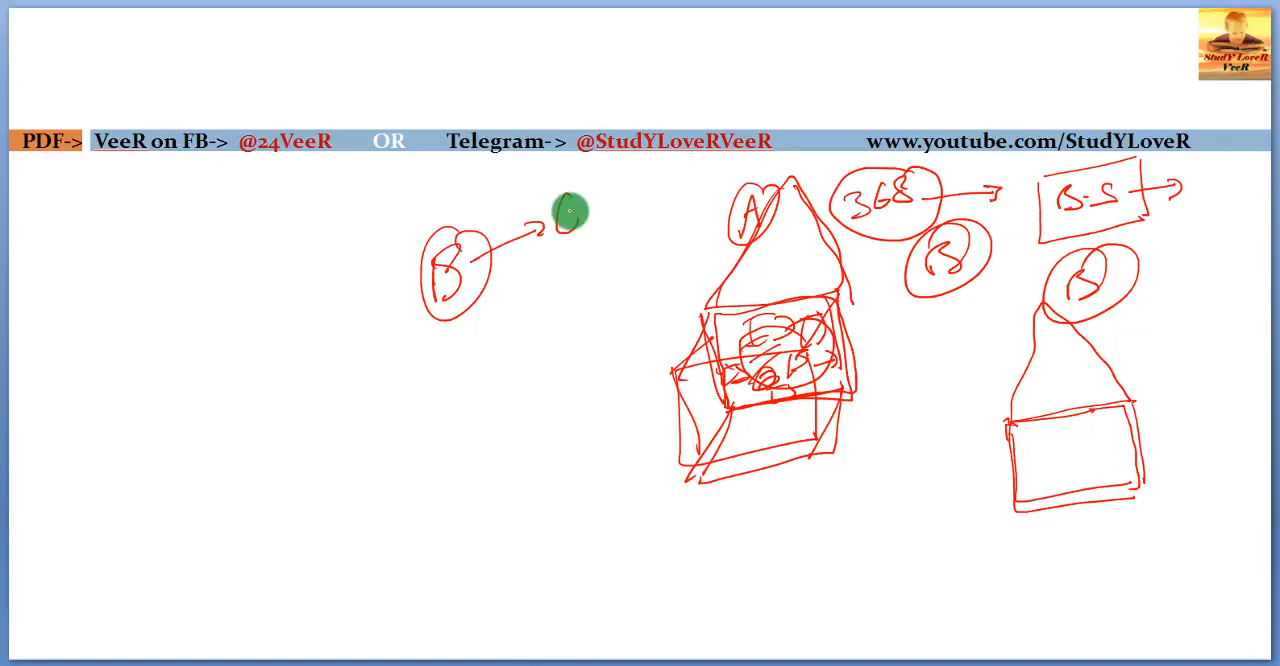 StudY LoveR
VeeR
PDF-> VeeR on FB-> @24VeeR OR Telegram-> @StudYLoveRVeeR www.youtube.com/StudYLoveR
A 368 B-S
B B B